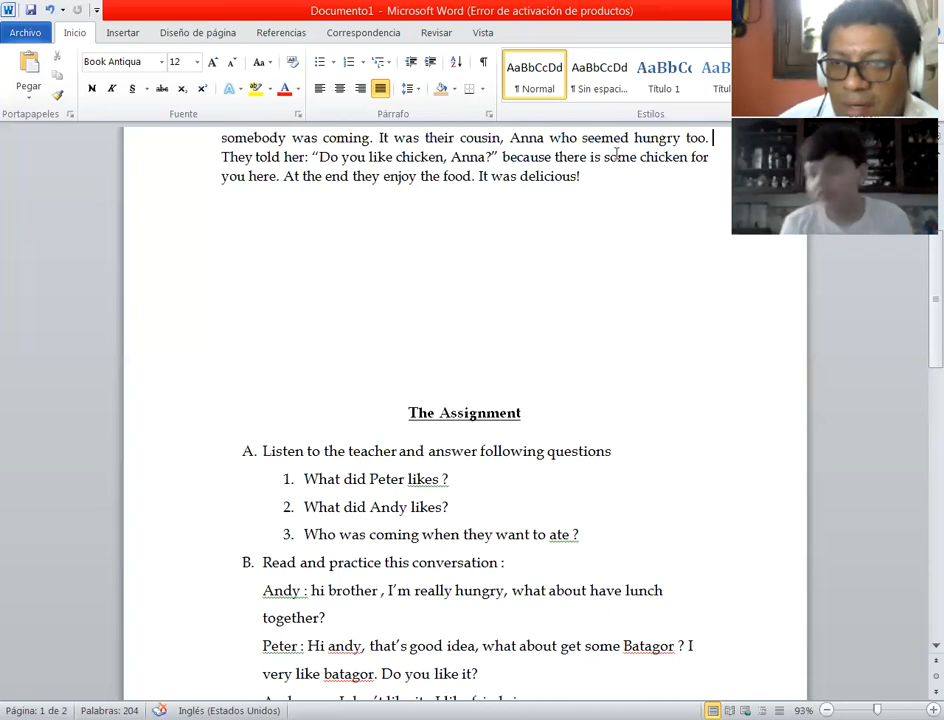 Documento1 - Microsoft Word (Error de activación de productos)
Archivo Inicio Insertar Diseño de página Referencias Correspondencia Revisar Vista
Book Antiqua 12 Aa
AaBbCcDd AaBbCcDd AaBbCc AaB
Pegar N K S abc x₂ x² A ab A
¶ Normal ¶ Sin espaci... Título 1
Portapapeles Fuente Párrafo Estilos
somebody was coming. It was their cousin, Anna who seemed hungry too.
They told her: “Do you like chicken, Anna?” because there is some chicken for
you here. At the end they enjoy the food. It was delicious!
The Assignment
A. Listen to the teacher and answer following questions
1. What did Peter likes ?
2. What did Andy likes?
3. Who was coming when they want to ate ?
B. Read and practice this conversation :
Andy : hi brother , I’m really hungry, what about have lunch
together?
Peter : Hi andy, that’s good idea, what about get some Batagor ? I
very like batagor. Do you like it?
Página: 1 de 2 Palabras: 204 Inglés (Estados Unidos) 93%